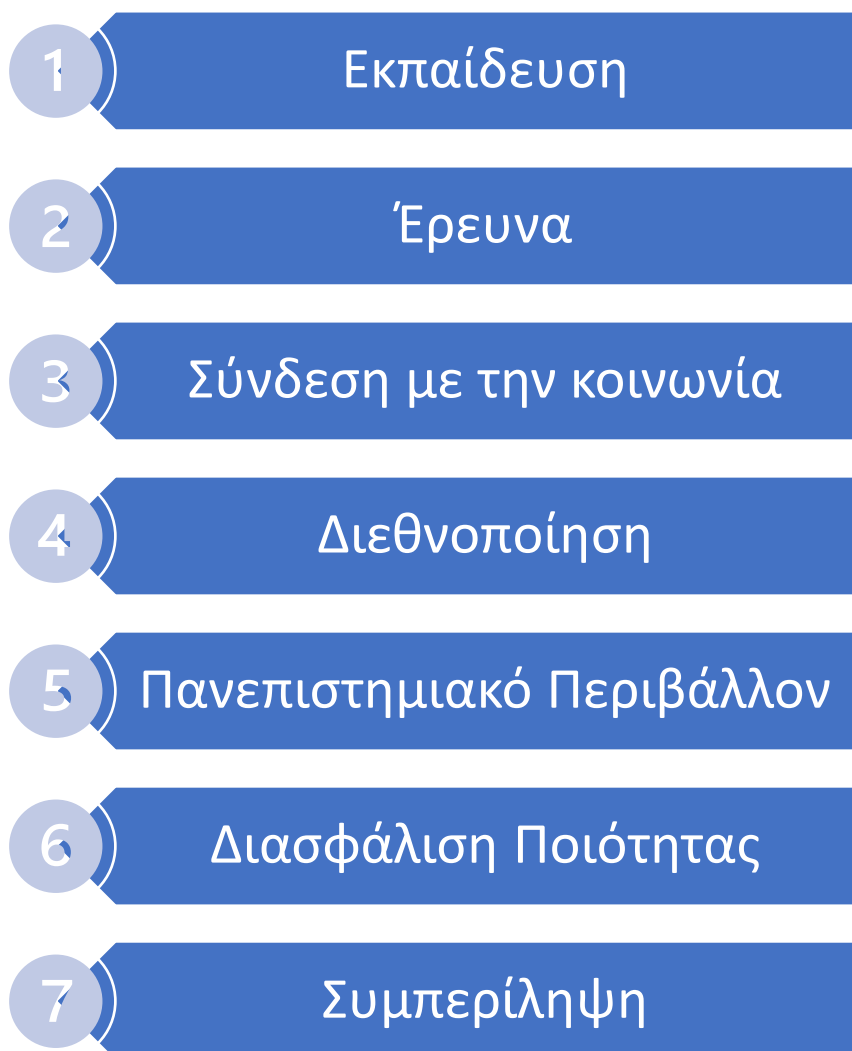 1 Εκπαίδευση
2 Έρευνα
3 Σύνδεση με την κοινωνία
4 Διεθνοποίηση
5 Πανεπιστημιακό Περιβάλλον
6 Διασφάλιση Ποιότητας
7 Συμπερίληψη